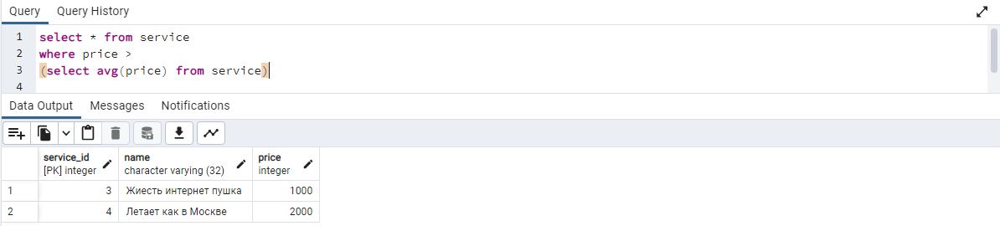 Query Query History
1 select * from service
2 where price >
3 (select avg(price) from service)
4
Data Output Messages Notifications
service_id name price
[PK] integer character varying (32) integer
1 3 Жиесть интернет пушка 1000
2 4 Летает как в Москве 2000